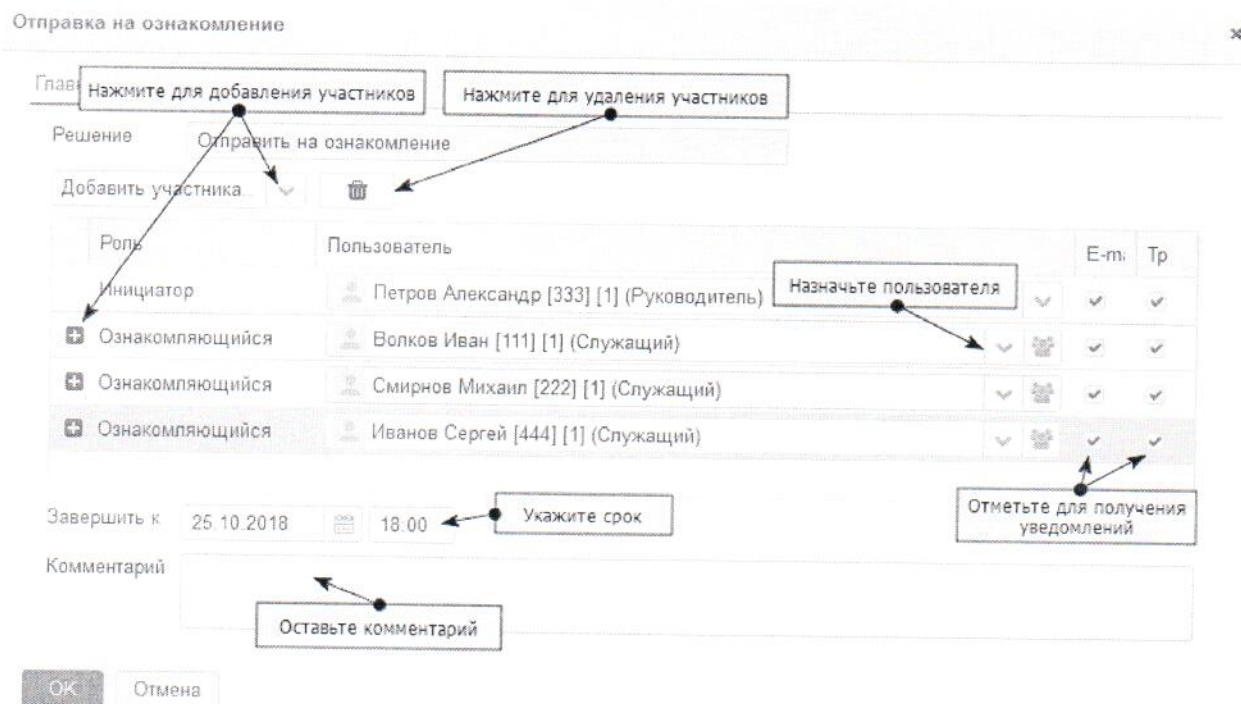 Отправка на ознакомление
Глав
Нажмите для добавления участников
Нажмите для удаления участников
Решение
Отправить на ознакомление
Добавить участника...
Роль
Пользователь
E-ma
Тр
Инициатор
Петров Александр [333] [1] (Руководитель)
Назначьте пользователя
Ознакомляющийся
Волков Иван [111] [1] (Служащий)
Ознакомляющийся
Смирнов Михаил [222] [1] (Служащий)
Ознакомляющийся
Иванов Сергей [444] [1] (Служащий)
Отметьте для получения
уведомлений
Завершить к
25.10.2018
18:00
Укажите срок
Комментарий
Оставьте комментарий
OK
Отмена